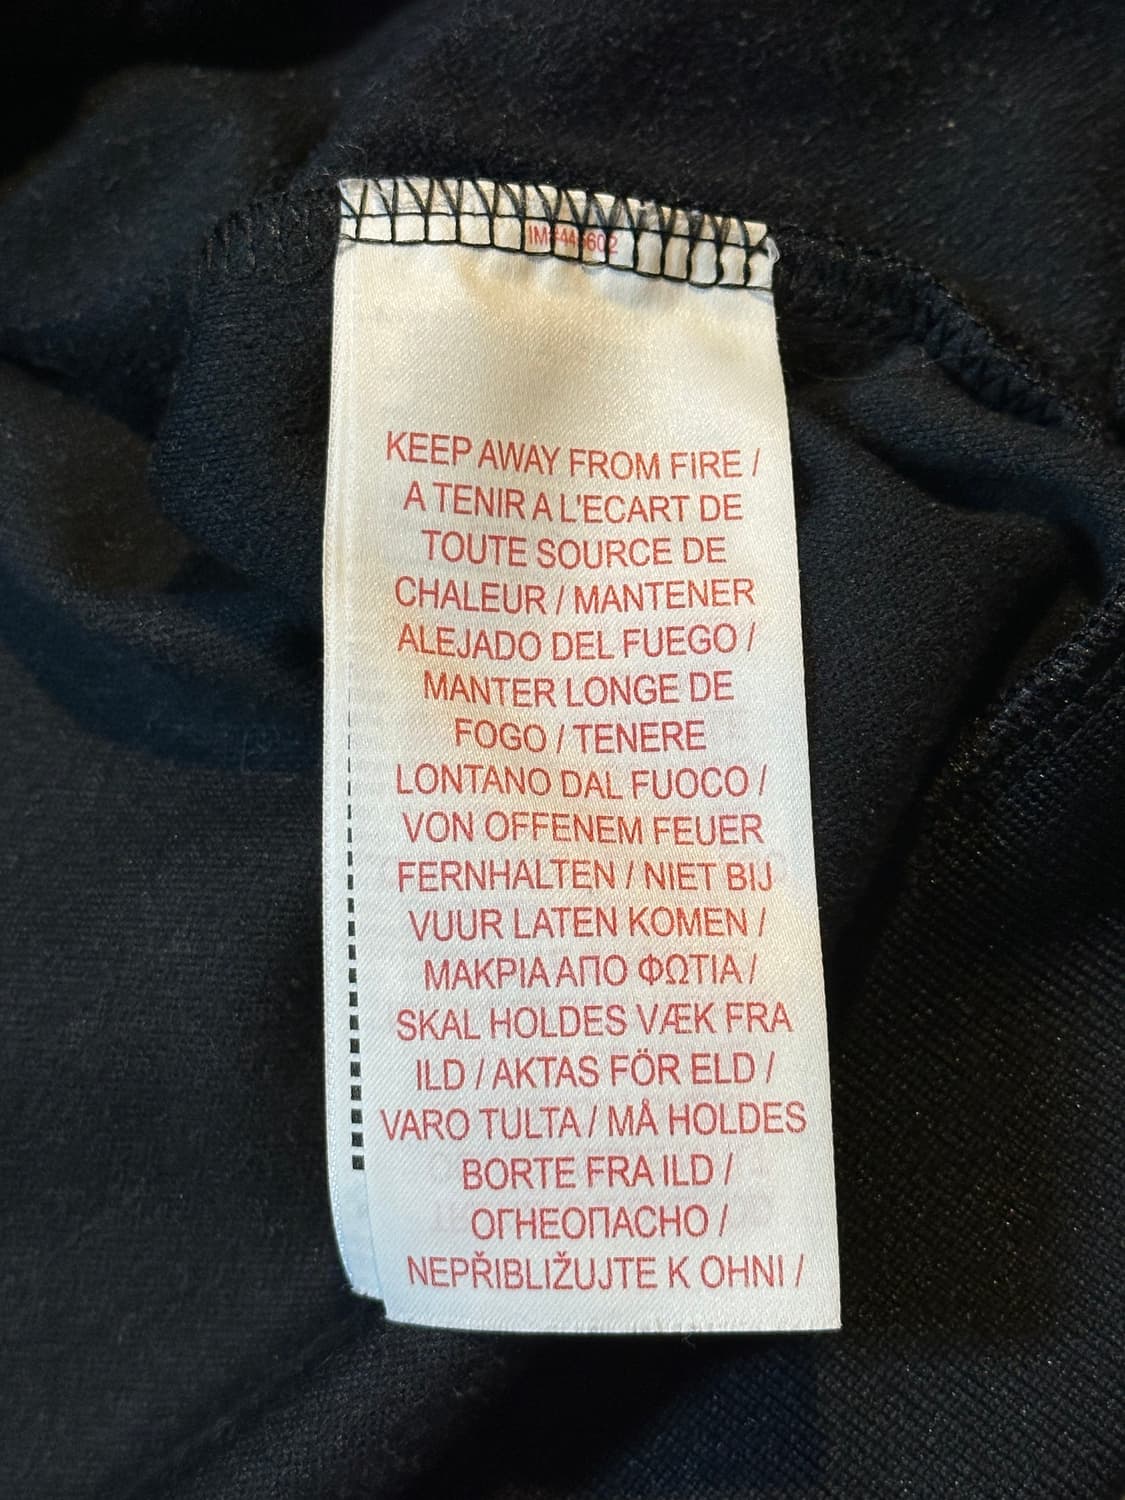 KEEP AWAY FROM FIRE /
A TENIR A L'ECART DE
TOUTE SOURCE DE
CHALEUR / MANTENER
ALEJADO DEL FUEGO /
MANTER LONGE DE
FOGO / TENERE
LONTANO DAL FUOCO /
VON OFFENEM FEUER
FERNHALTEN / NIET BIJ
VUUR LATEN KOMEN /
ΜΑΚΡΙΑ ΑΠΟ ΦΩΤΙΑ /
SKAL HOLDES VÆK FRA
ILD / AKTAS FÖR ELD /
VARO TULTA / MÅ HOLDES
BORTE FRA ILD /
ОГНЕОПАСНО /
NEPŘIBLIŽUJTE K OHNI /